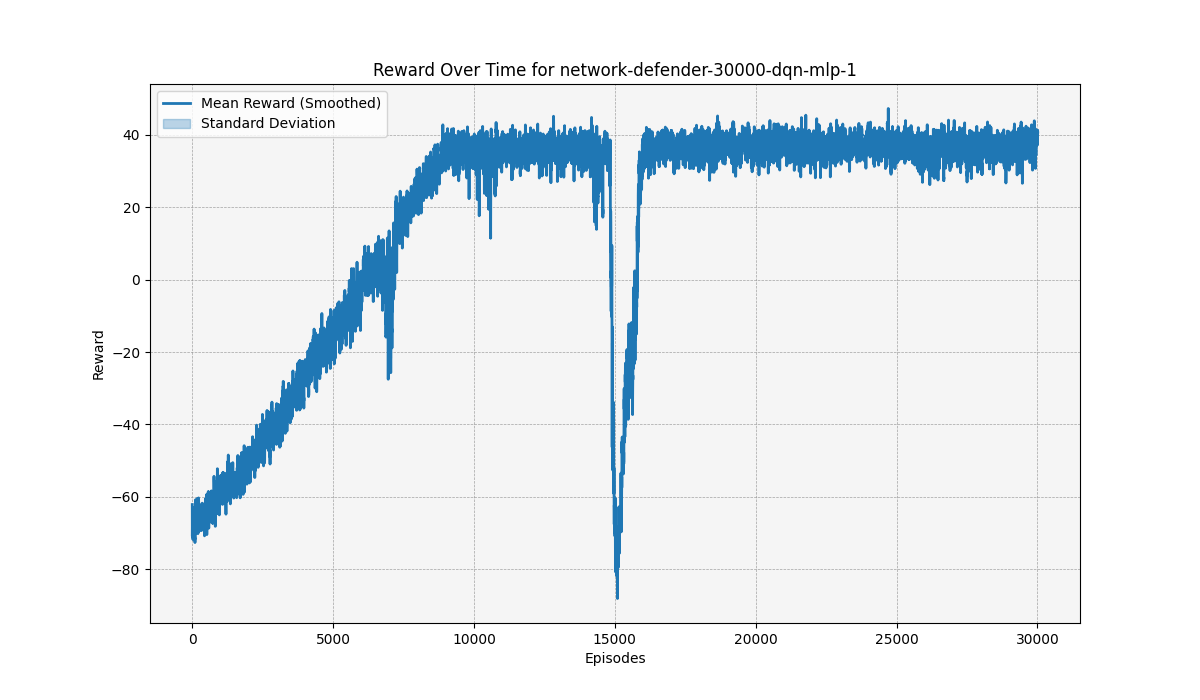 Reward Over Time for network-defender-30000-dqn-mlp-1
Mean Reward (Smoothed)
Standard Deviation
40
20
0
−20
−40
−60
−80
Reward
0
5000
10000
15000
20000
25000
30000
Episodes